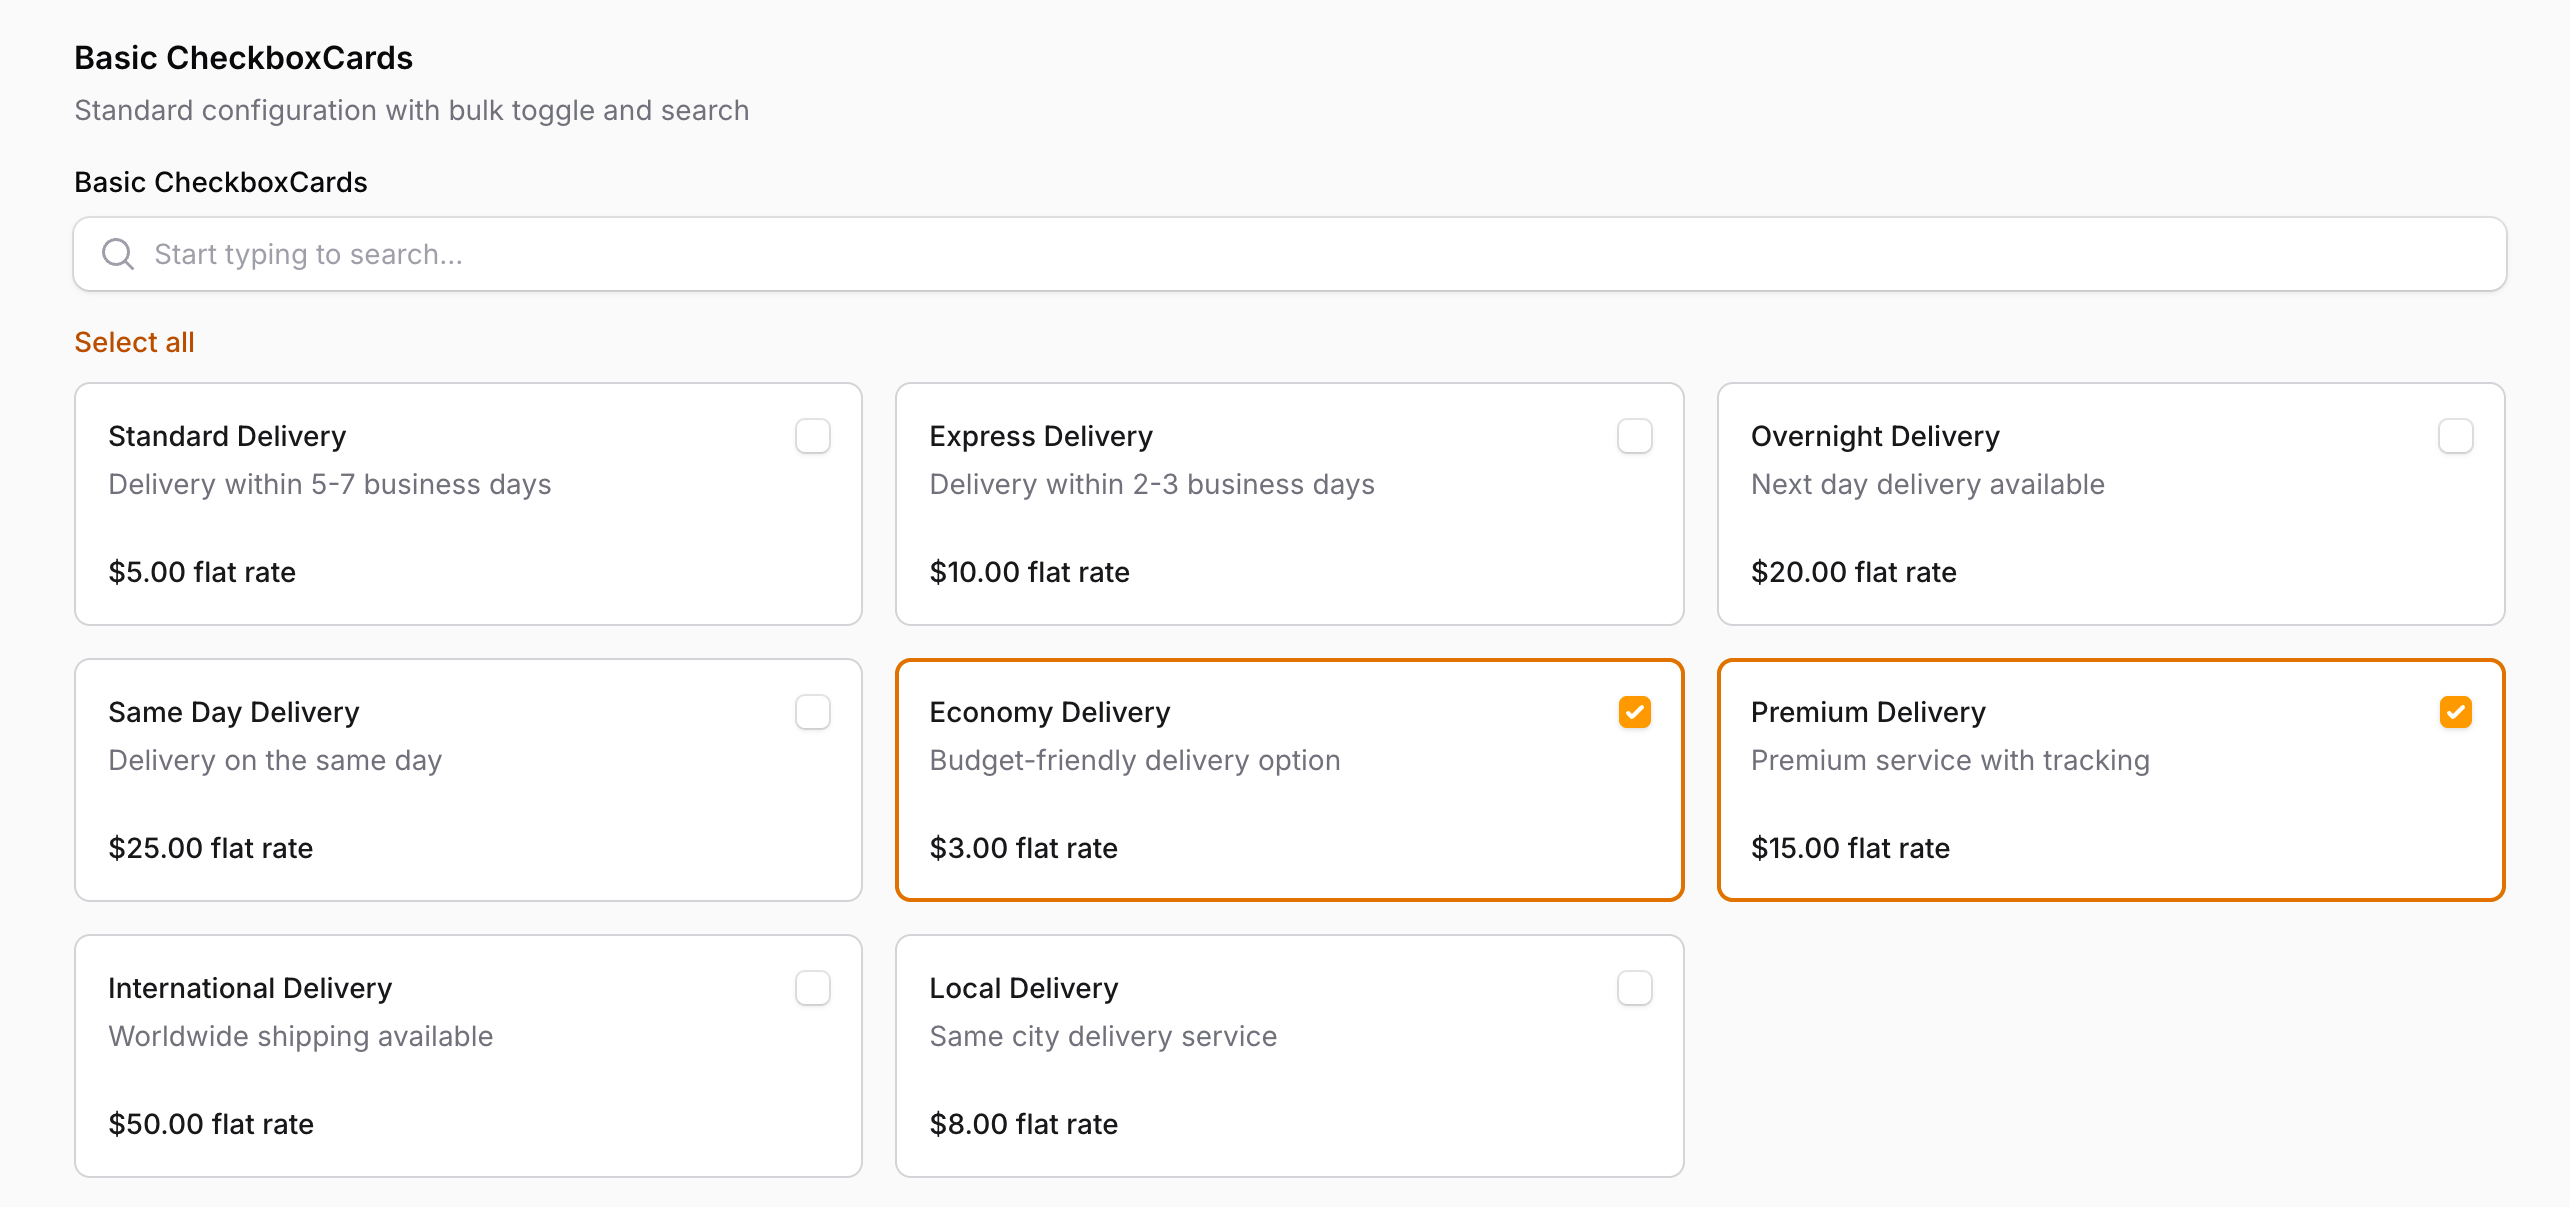 Basic CheckboxCards
Standard configuration with bulk toggle and search
Basic CheckboxCards
Start typing to search...
Select all
Standard Delivery
Delivery within 5-7 business days
$5.00 flat rate
Express Delivery
Delivery within 2-3 business days
$10.00 flat rate
Overnight Delivery
Next day delivery available
$20.00 flat rate
Same Day Delivery
Delivery on the same day
$25.00 flat rate
Economy Delivery
Budget-friendly delivery option
$3.00 flat rate
Premium Delivery
Premium service with tracking
$15.00 flat rate
International Delivery
Worldwide shipping available
$50.00 flat rate
Local Delivery
Same city delivery service
$8.00 flat rate